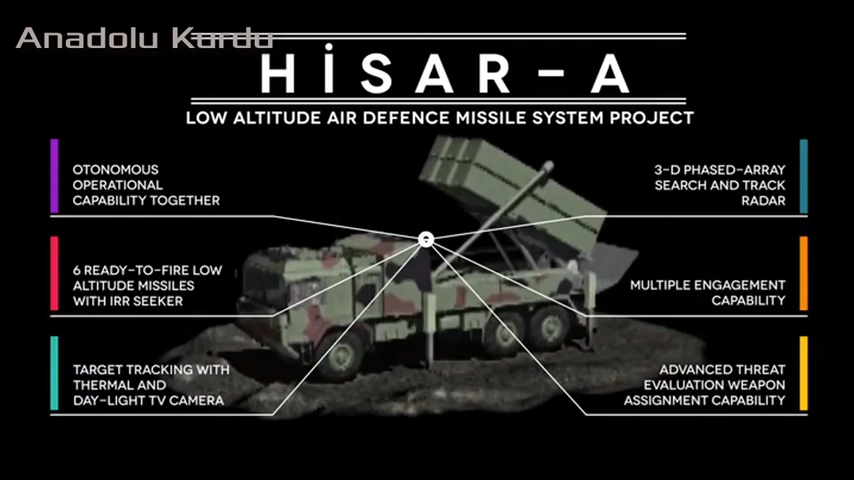 Anadolu Kurdu
HİSAR-A
LOW ALTITUDE AIR DEFENCE MISSILE SYSTEM PROJECT
OTONOMOUS
OPERATIONAL
CAPABILITY TOGETHER
6 READY-TO-FIRE LOW
ALTITUDE MISSILES
WITH IRR SEEKER
TARGET TRACKING WITH
THERMAL AND
DAY-LIGHT TV CAMERA
3-D PHASED-ARRAY
SEARCH AND TRACK
RADAR
MULTIPLE ENGAGEMENT
CAPABILITY
ADVANCED THREAT
EVALUATION WEAPON
ASSIGNMENT CAPABILITY